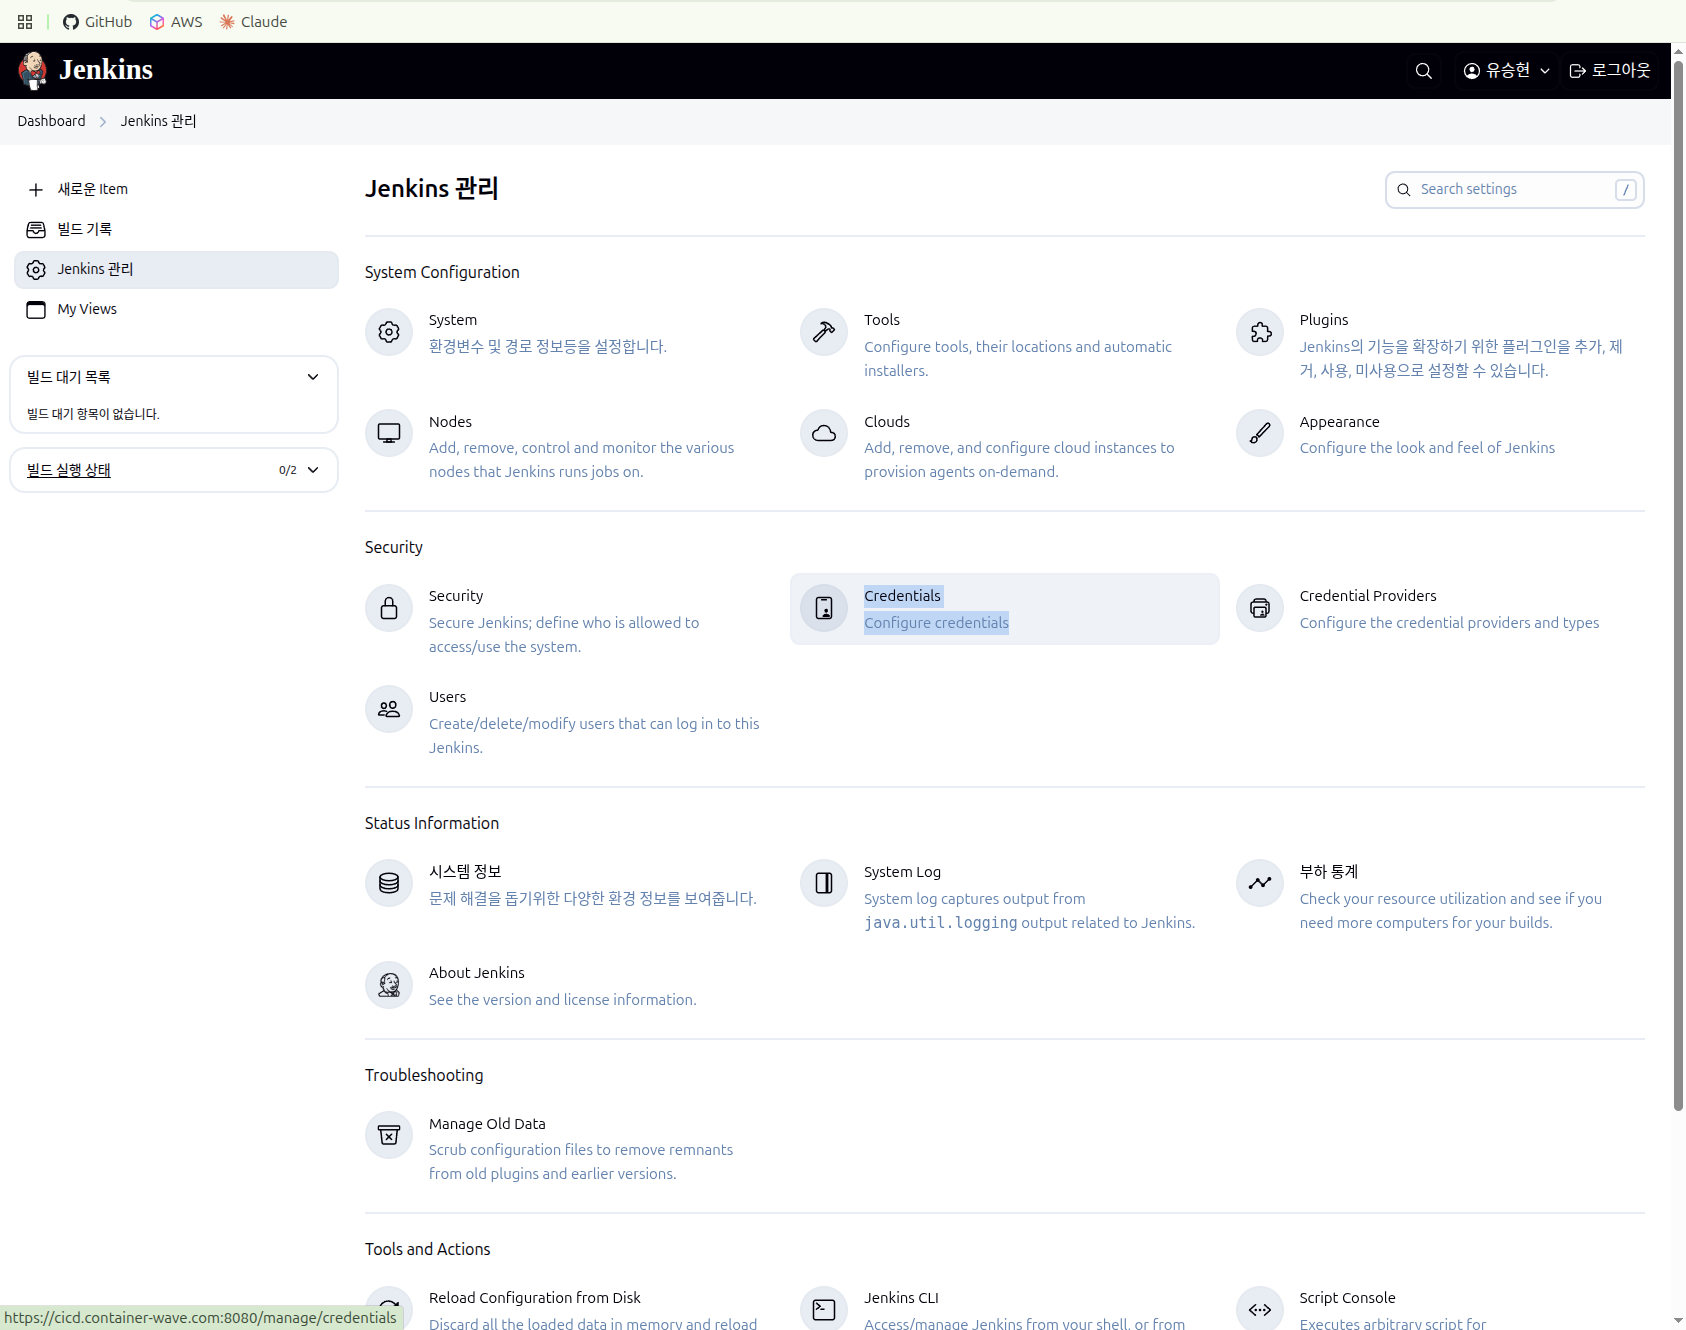 GitHub AWS Claude
Jenkins
유승현 로그아웃
Dashboard Jenkins 관리
새로운 Item
빌드 기록
Jenkins 관리
My Views
빌드 대기 목록
빌드 대기 항목이 없습니다.
빌드 실행 상태 0/2
Jenkins 관리
Search settings /
System Configuration
System
환경변수 및 경로 정보등을 설정합니다.
Tools
Configure tools, their locations and automatic
installers.
Plugins
Jenkins의 기능을 확장하기 위한 플러그인을 추가, 제
거, 사용, 미사용으로 설정할 수 있습니다.
Nodes
Add, remove, control and monitor the various
nodes that Jenkins runs jobs on.
Clouds
Add, remove, and configure cloud instances to
provision agents on-demand.
Appearance
Configure the look and feel of Jenkins
Security
Security
Secure Jenkins; define who is allowed to
access/use the system.
Credentials
Configure credentials
Credential Providers
Configure the credential providers and types
Users
Create/delete/modify users that can log in to this
Jenkins.
Status Information
시스템 정보
문제 해결을 돕기위한 다양한 환경 정보를 보여줍니다.
System Log
System log captures output from
java.util.logging output related to Jenkins.
부하 통계
Check your resource utilization and see if you
need more computers for your builds.
About Jenkins
See the version and license information.
Troubleshooting
Manage Old Data
Scrub configuration files to remove remnants
from old plugins and earlier versions.
Tools and Actions
Reload Configuration from Disk
Discard all the loaded data in memory and reload
Jenkins CLI
Access/manage Jenkins from your shell, or from
Script Console
Executes arbitrary script for
https://cicd.container-wave.com:8080/manage/credentials